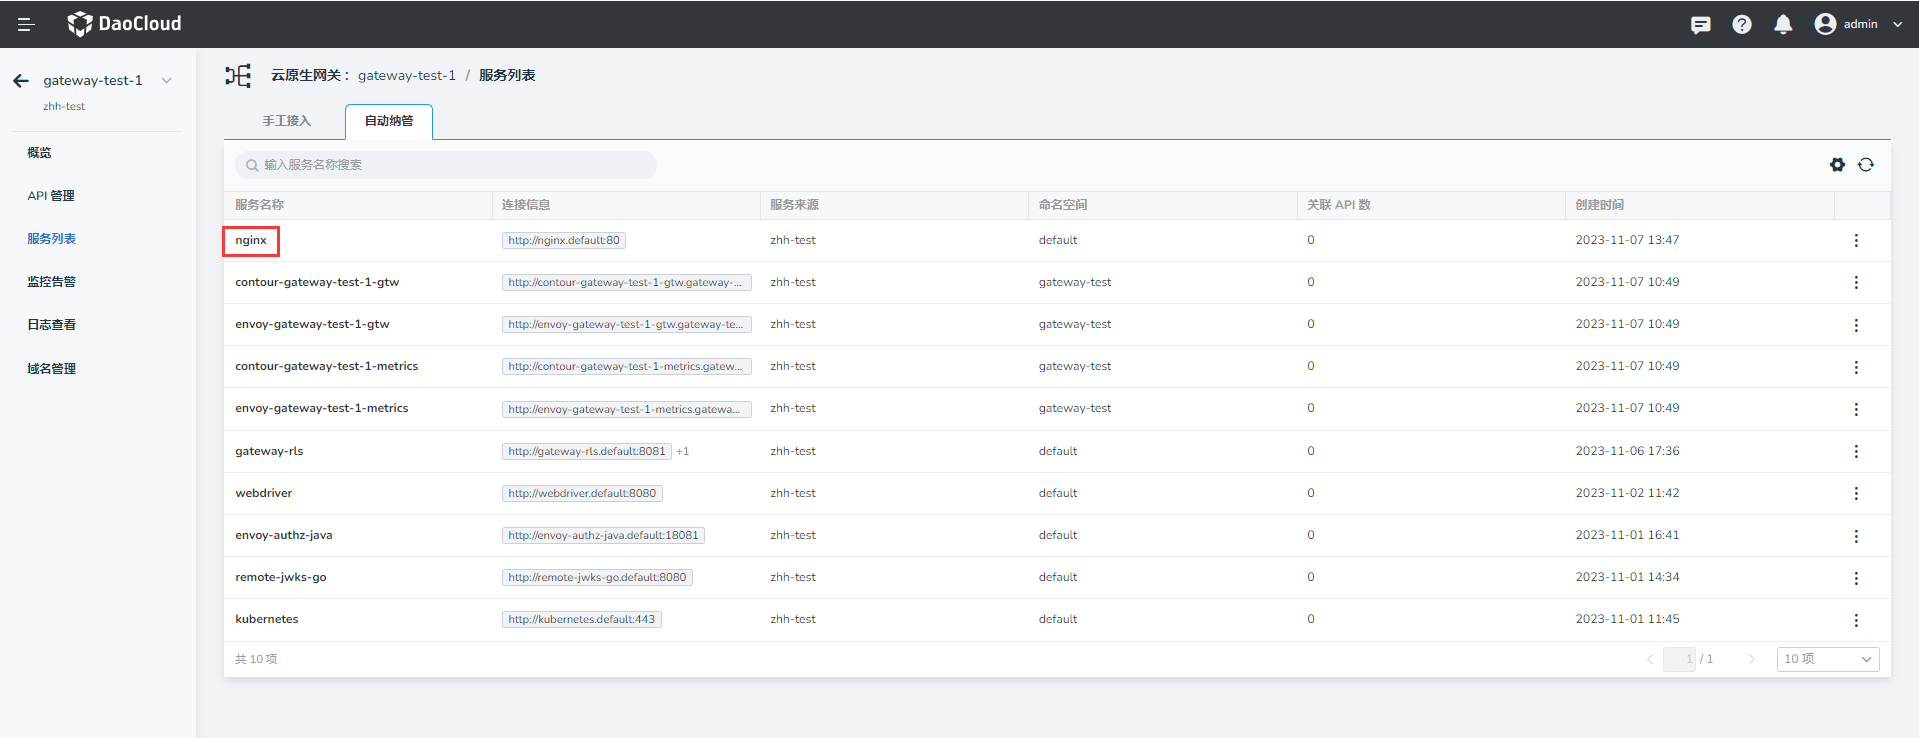 DaoCloud
admin
gateway-test-1
zhh-test
概览
API 管理
服务列表
监控告警
日志查看
域名管理
云原生网关： gateway-test-1 / 服务列表
手工接入 自动纳管
输入服务名称搜索
服务名称 连接信息 服务来源 命名空间 关联 API 数 创建时间
nginx http://nginx.default:80 zhh-test default 0 2023-11-07 13:47
contour-gateway-test-1-gtw http://contour-gateway-test-1-gtw.gateway-... zhh-test gateway-test 0 2023-11-07 10:49
envoy-gateway-test-1-gtw http://envoy-gateway-test-1-gtw.gateway-te... zhh-test gateway-test 0 2023-11-07 10:49
contour-gateway-test-1-metrics http://contour-gateway-test-1-metrics.gatew... zhh-test gateway-test 0 2023-11-07 10:49
envoy-gateway-test-1-metrics http://envoy-gateway-test-1-metrics.gatewa... zhh-test gateway-test 0 2023-11-07 10:49
gateway-rls http://gateway-rls.default:8081 +1 zhh-test default 0 2023-11-06 17:36
webdriver http://webdriver.default:8080 zhh-test default 0 2023-11-02 11:42
envoy-authz-java http://envoy-authz-java.default:18081 zhh-test default 0 2023-11-01 16:41
remote-jwks-go http://remote-jwks-go.default:8080 zhh-test default 0 2023-11-01 14:34
kubernetes http://kubernetes.default:443 zhh-test default 0 2023-11-01 11:45
共 10 项 1 / 1 10 项